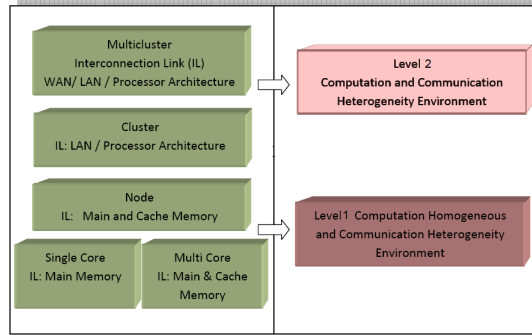 Multicluster
Interconnection Link (IL)
WAN/ LAN / Processor Architecture
Level 2
Computation and Communication
Heterogeneity Environment
Cluster
IL: LAN / Processor Architecture
Node
IL: Main and Cache Memory
Level1 Computation Homogeneous
and Communication Heterogeneity
Environment
Single Core
IL: Main Memory
Multi Core
IL: Main & Cache
Memory